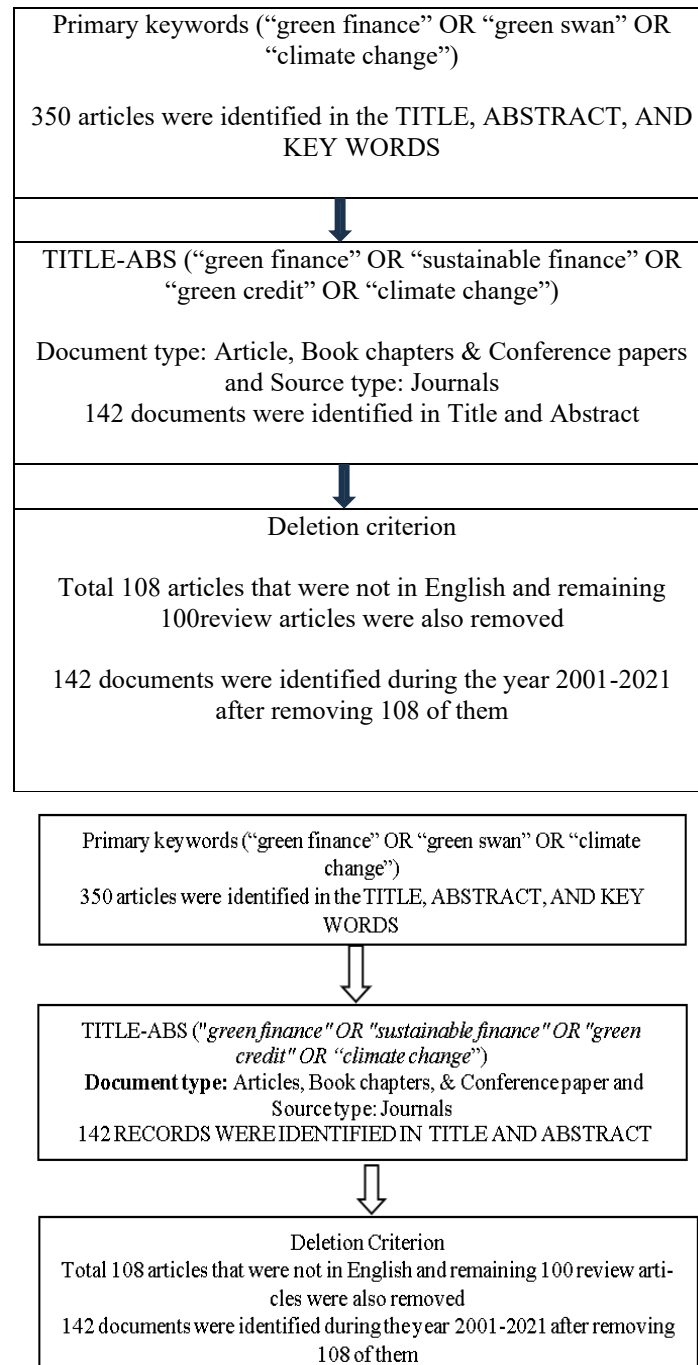 Primary keywords (“green finance” OR “green swan” OR
“climate change”)
350 articles were identified in the TITLE, ABSTRACT, AND
KEY WORDS
TITLE-ABS (“green finance” OR “sustainable finance” OR
“green credit” OR “climate change”)
Document type: Article, Book chapters & Conference papers
and Source type: Journals
142 documents were identified in Title and Abstract
Deletion criterion
Total 108 articles that were not in English and remaining
100review articles were also removed
142 documents were identified during the year 2001-2021
after removing 108 of them
Primary keywords (“green finance” OR “green swan” OR “climate
change”)
350 articles were identified in the TITLE, ABSTRACT, AND KEY
WORDS
TITLE-ABS ("green finance" OR "sustainable finance" OR "green
credit" OR “climate change”)
Document type: Articles, Book chapters, & Conference paper and
Source type: Journals
142 RECORDS WERE IDENTIFIED IN TITLE AND ABSTRACT
Deletion Criterion
Total 108 articles that were not in English and remaining 100 review arti-
cles were also removed
142 documents were identified during the year 2001-2021 after removing
108 of them